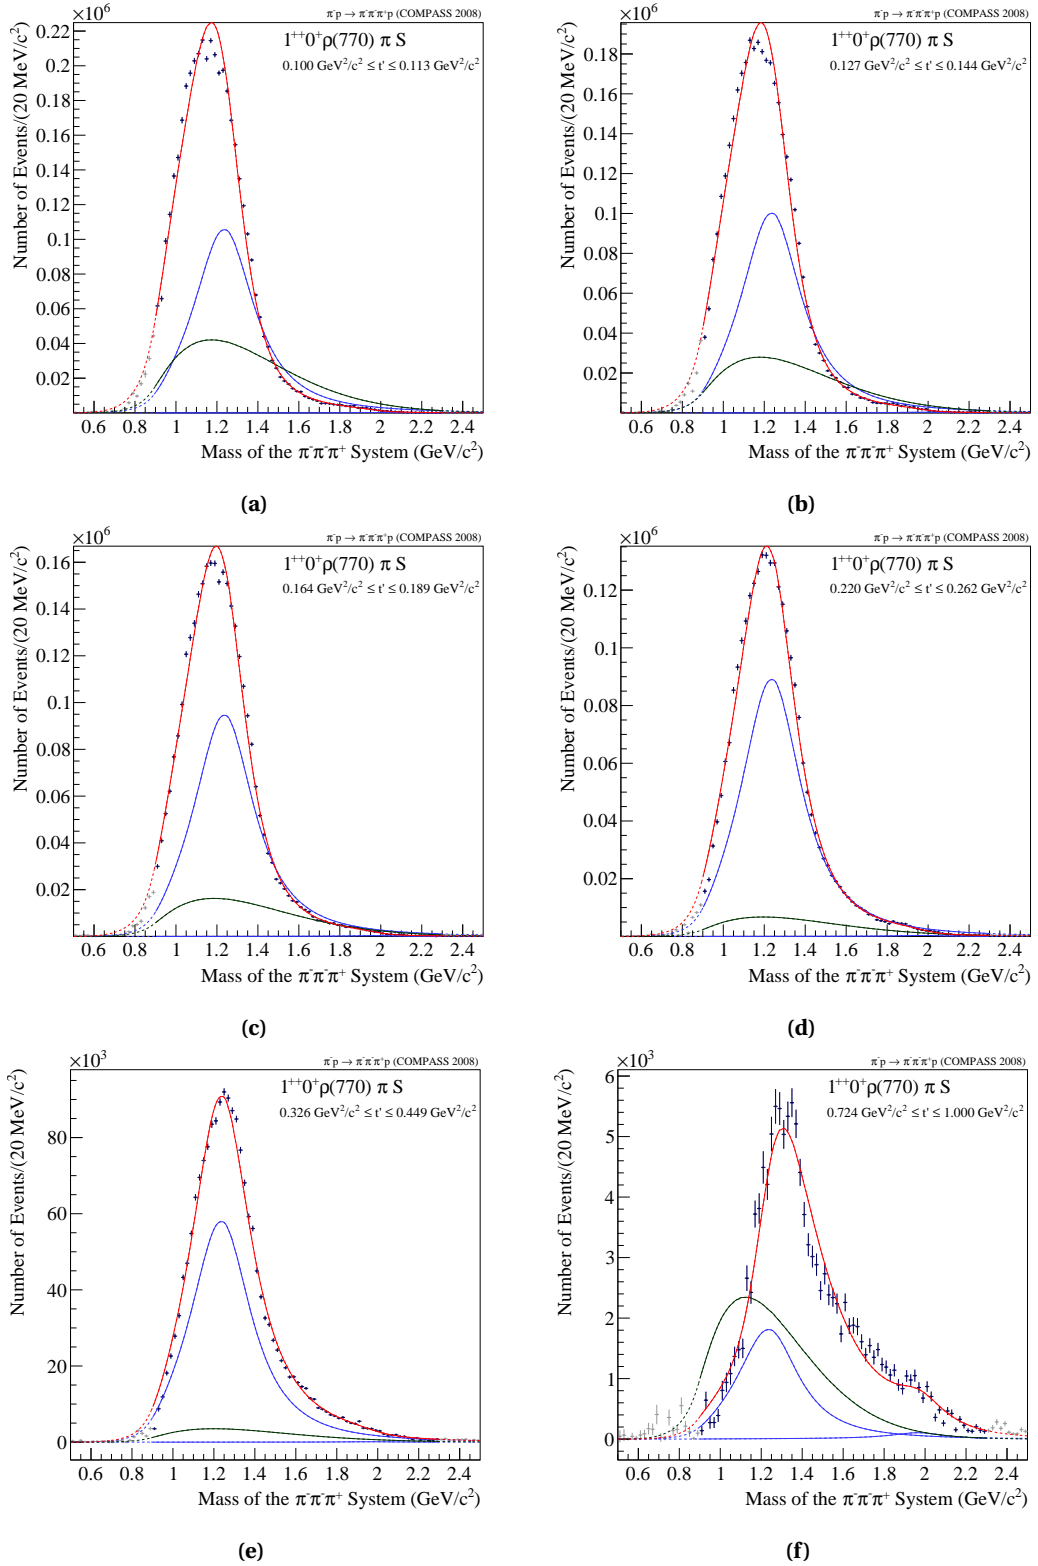 ×10⁶
π⁻p → π⁻π⁻π⁺p (COMPASS 2008)
1⁺⁺0⁺ρ(770) π S
0.100 GeV²/c² ≤ t' ≤ 0.113 GeV²/c²
Number of Events/(20 MeV/c²)
0.22
0.2
0.18
0.16
0.14
0.12
0.1
0.08
0.06
0.04
0.02
0.6 0.8 1 1.2 1.4 1.6 1.8 2 2.2 2.4
Mass of the π⁻π⁻π⁺ System (GeV/c²)
(a)
×10⁶
π⁻p → π⁻π⁻π⁺p (COMPASS 2008)
1⁺⁺0⁺ρ(770) π S
0.127 GeV²/c² ≤ t' ≤ 0.144 GeV²/c²
Number of Events/(20 MeV/c²)
0.18
0.16
0.14
0.12
0.1
0.08
0.06
0.04
0.02
0.6 0.8 1 1.2 1.4 1.6 1.8 2 2.2 2.4
Mass of the π⁻π⁻π⁺ System (GeV/c²)
(b)
×10⁶
π⁻p → π⁻π⁻π⁺p (COMPASS 2008)
1⁺⁺0⁺ρ(770) π S
0.164 GeV²/c² ≤ t' ≤ 0.189 GeV²/c²
Number of Events/(20 MeV/c²)
0.16
0.14
0.12
0.1
0.08
0.06
0.04
0.02
0.6 0.8 1 1.2 1.4 1.6 1.8 2 2.2 2.4
Mass of the π⁻π⁻π⁺ System (GeV/c²)
(c)
×10⁶
π⁻p → π⁻π⁻π⁺p (COMPASS 2008)
1⁺⁺0⁺ρ(770) π S
0.220 GeV²/c² ≤ t' ≤ 0.262 GeV²/c²
Number of Events/(20 MeV/c²)
0.12
0.1
0.08
0.06
0.04
0.02
0.6 0.8 1 1.2 1.4 1.6 1.8 2 2.2 2.4
Mass of the π⁻π⁻π⁺ System (GeV/c²)
(d)
×10³
π⁻p → π⁻π⁻π⁺p (COMPASS 2008)
1⁺⁺0⁺ρ(770) π S
0.326 GeV²/c² ≤ t' ≤ 0.449 GeV²/c²
Number of Events/(20 MeV/c²)
80
60
40
20
0
0.6 0.8 1 1.2 1.4 1.6 1.8 2 2.2 2.4
Mass of the π⁻π⁻π⁺ System (GeV/c²)
(e)
×10³
π⁻p → π⁻π⁻π⁺p (COMPASS 2008)
1⁺⁺0⁺ρ(770) π S
0.724 GeV²/c² ≤ t' ≤ 1.000 GeV²/c²
Number of Events/(20 MeV/c²)
6
5
4
3
2
1
0
0.6 0.8 1 1.2 1.4 1.6 1.8 2 2.2 2.4
Mass of the π⁻π⁻π⁺ System (GeV/c²)
(f)